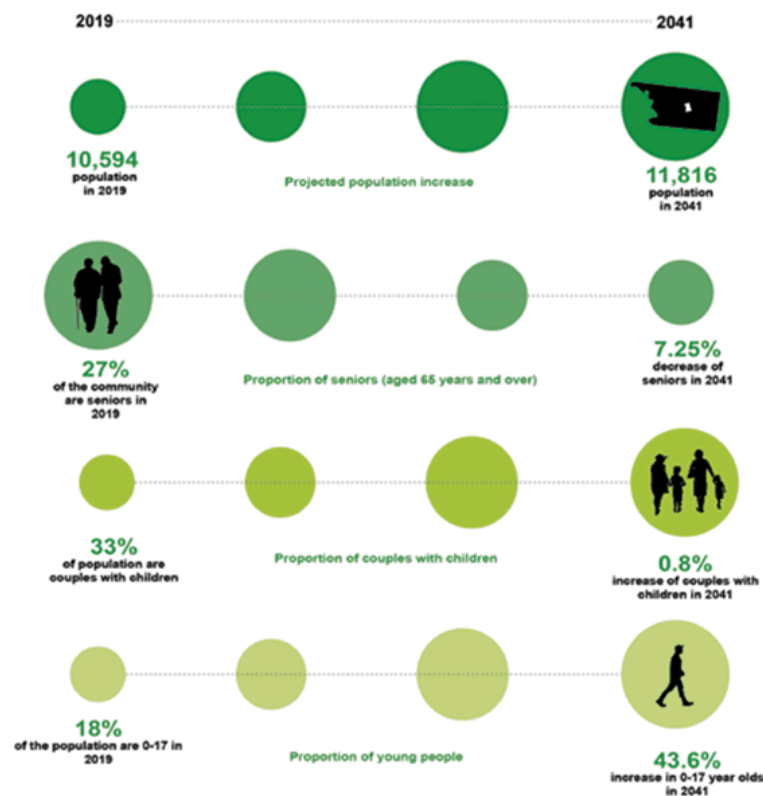 2019
2041
10,594
population
in 2019
Projected population increase
11,816
population
in 2041
27%
of the community
are seniors in
2019
Proportion of seniors (aged 65 years and over)
7.25%
decrease of
seniors in 2041
33%
of population are
couples with children
Proportion of couples with children
0.8%
increase of couples with
children in 2041
18%
of the population are 0-17 in
2019
Proportion of young people
43.6%
increase in 0-17 year olds
in 2041